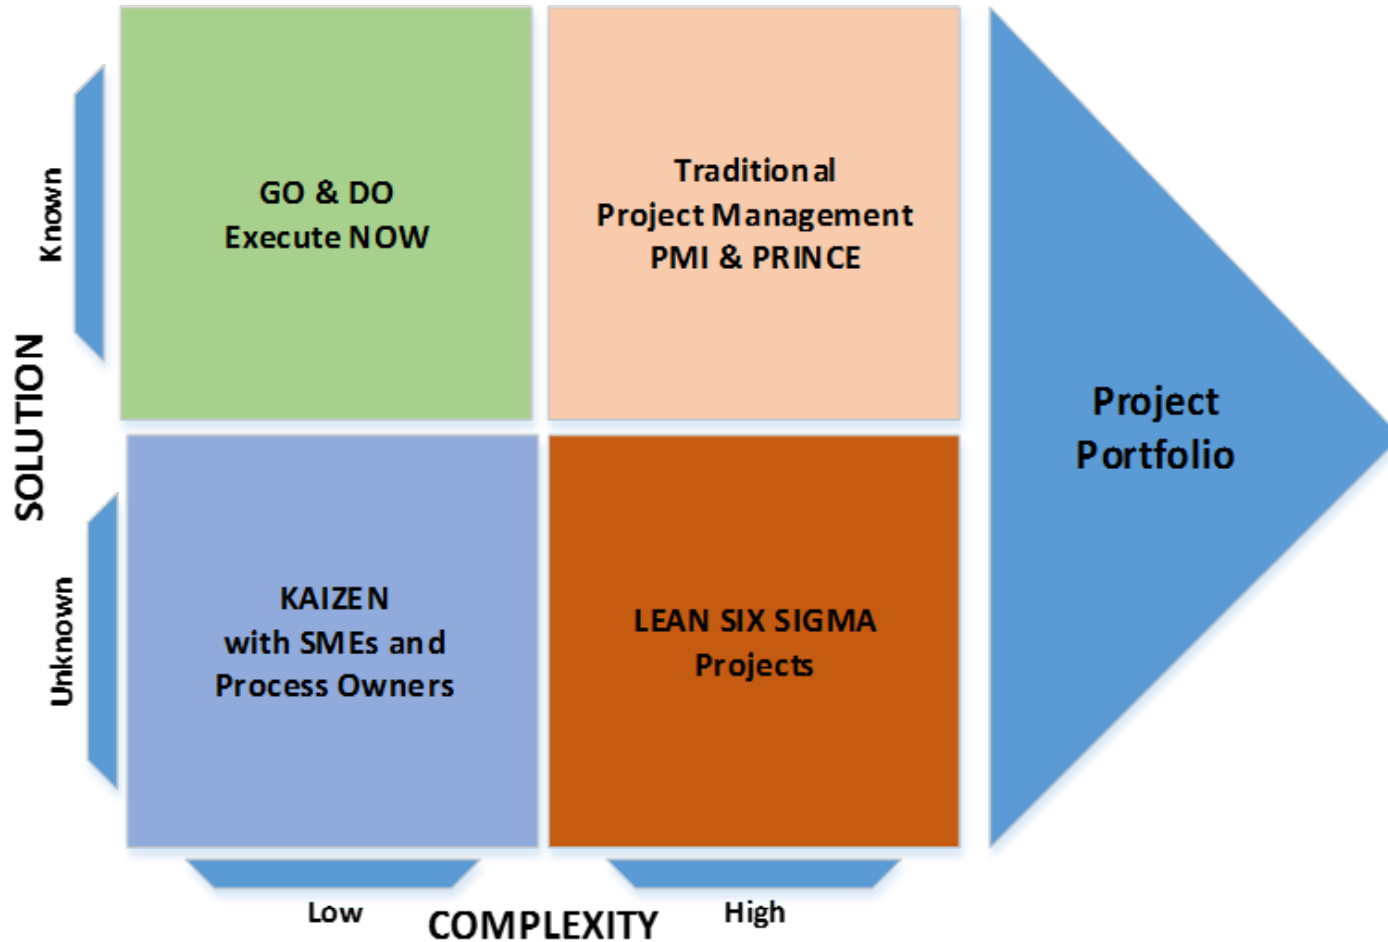 GO & DO
Execute NOW
Traditional
Project Management
PMI & PRINCE
Known
SOLUTION
Project
Portfolio
Unknown
KAIZEN
with SMEs and
Process Owners
LEAN SIX SIGMA
Projects
Low
COMPLEXITY
High